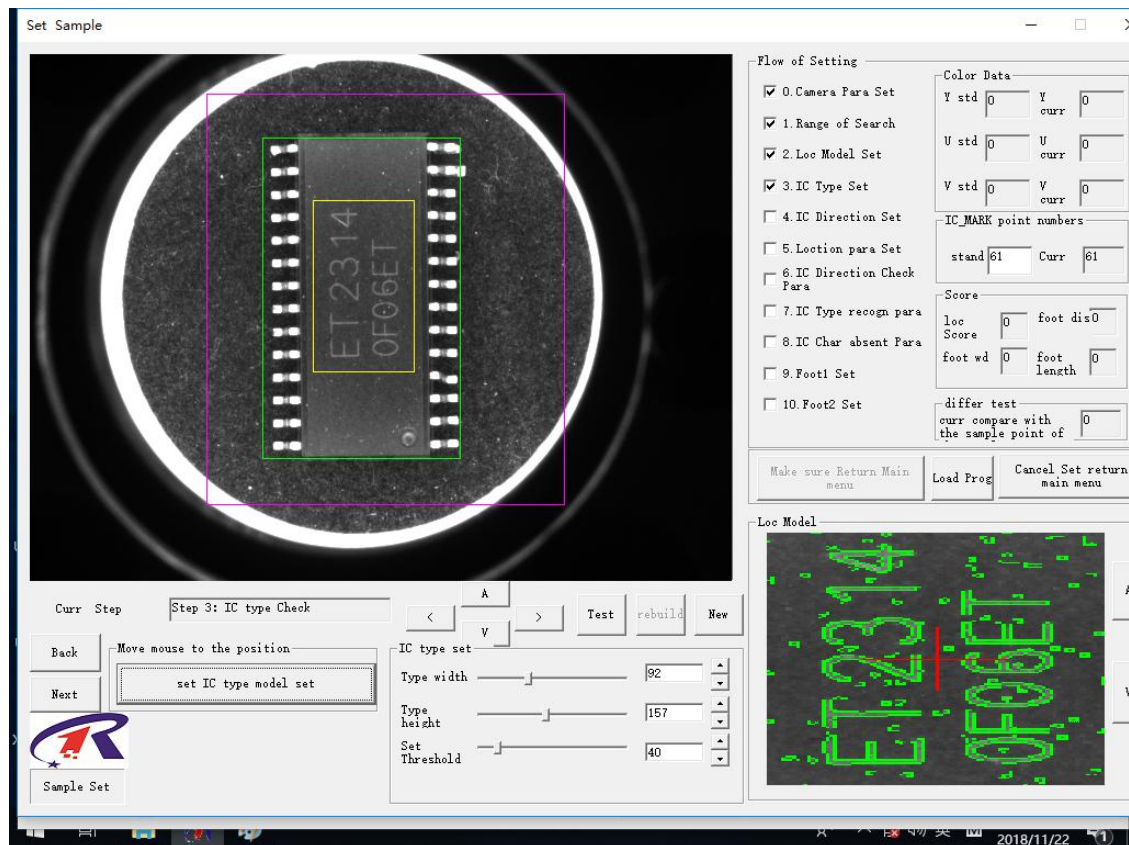 Set Sample
ET2314
0F06ET
Flow of Setting
0.Camera Para Set
1.Range of Search
2.Loc Model Set
3.IC Type Set
4.IC Direction Set
5.Loction para Set
6.IC Direction Check
Para
7.IC Type recogn para
8.IC Char absent Para
9.Foot1 Set
10.Foot2 Set
Color Data
Y std 0 Y curr 0
U std 0 U curr 0
V std 0 V curr 0
IC_MARK point numbers
stand 61 Curr 61
Score
loc Score 0 foot dis 0
foot wd 0 foot length 0
differ test
curr compare with
the sample point of
0
Make sure Return Main
menu
Load Prog
Cancel Set return
main menu
Loc Model
ET2314
0F06ET
Curr Step Step 3: IC type Check
< A V >
Test rebuild New
Back
Next
Move mouse to the position
set IC type model set
IC type set
Type width 92
Type height 157
Set Threshold 40
Sample Set
英 M
2018/11/22
1